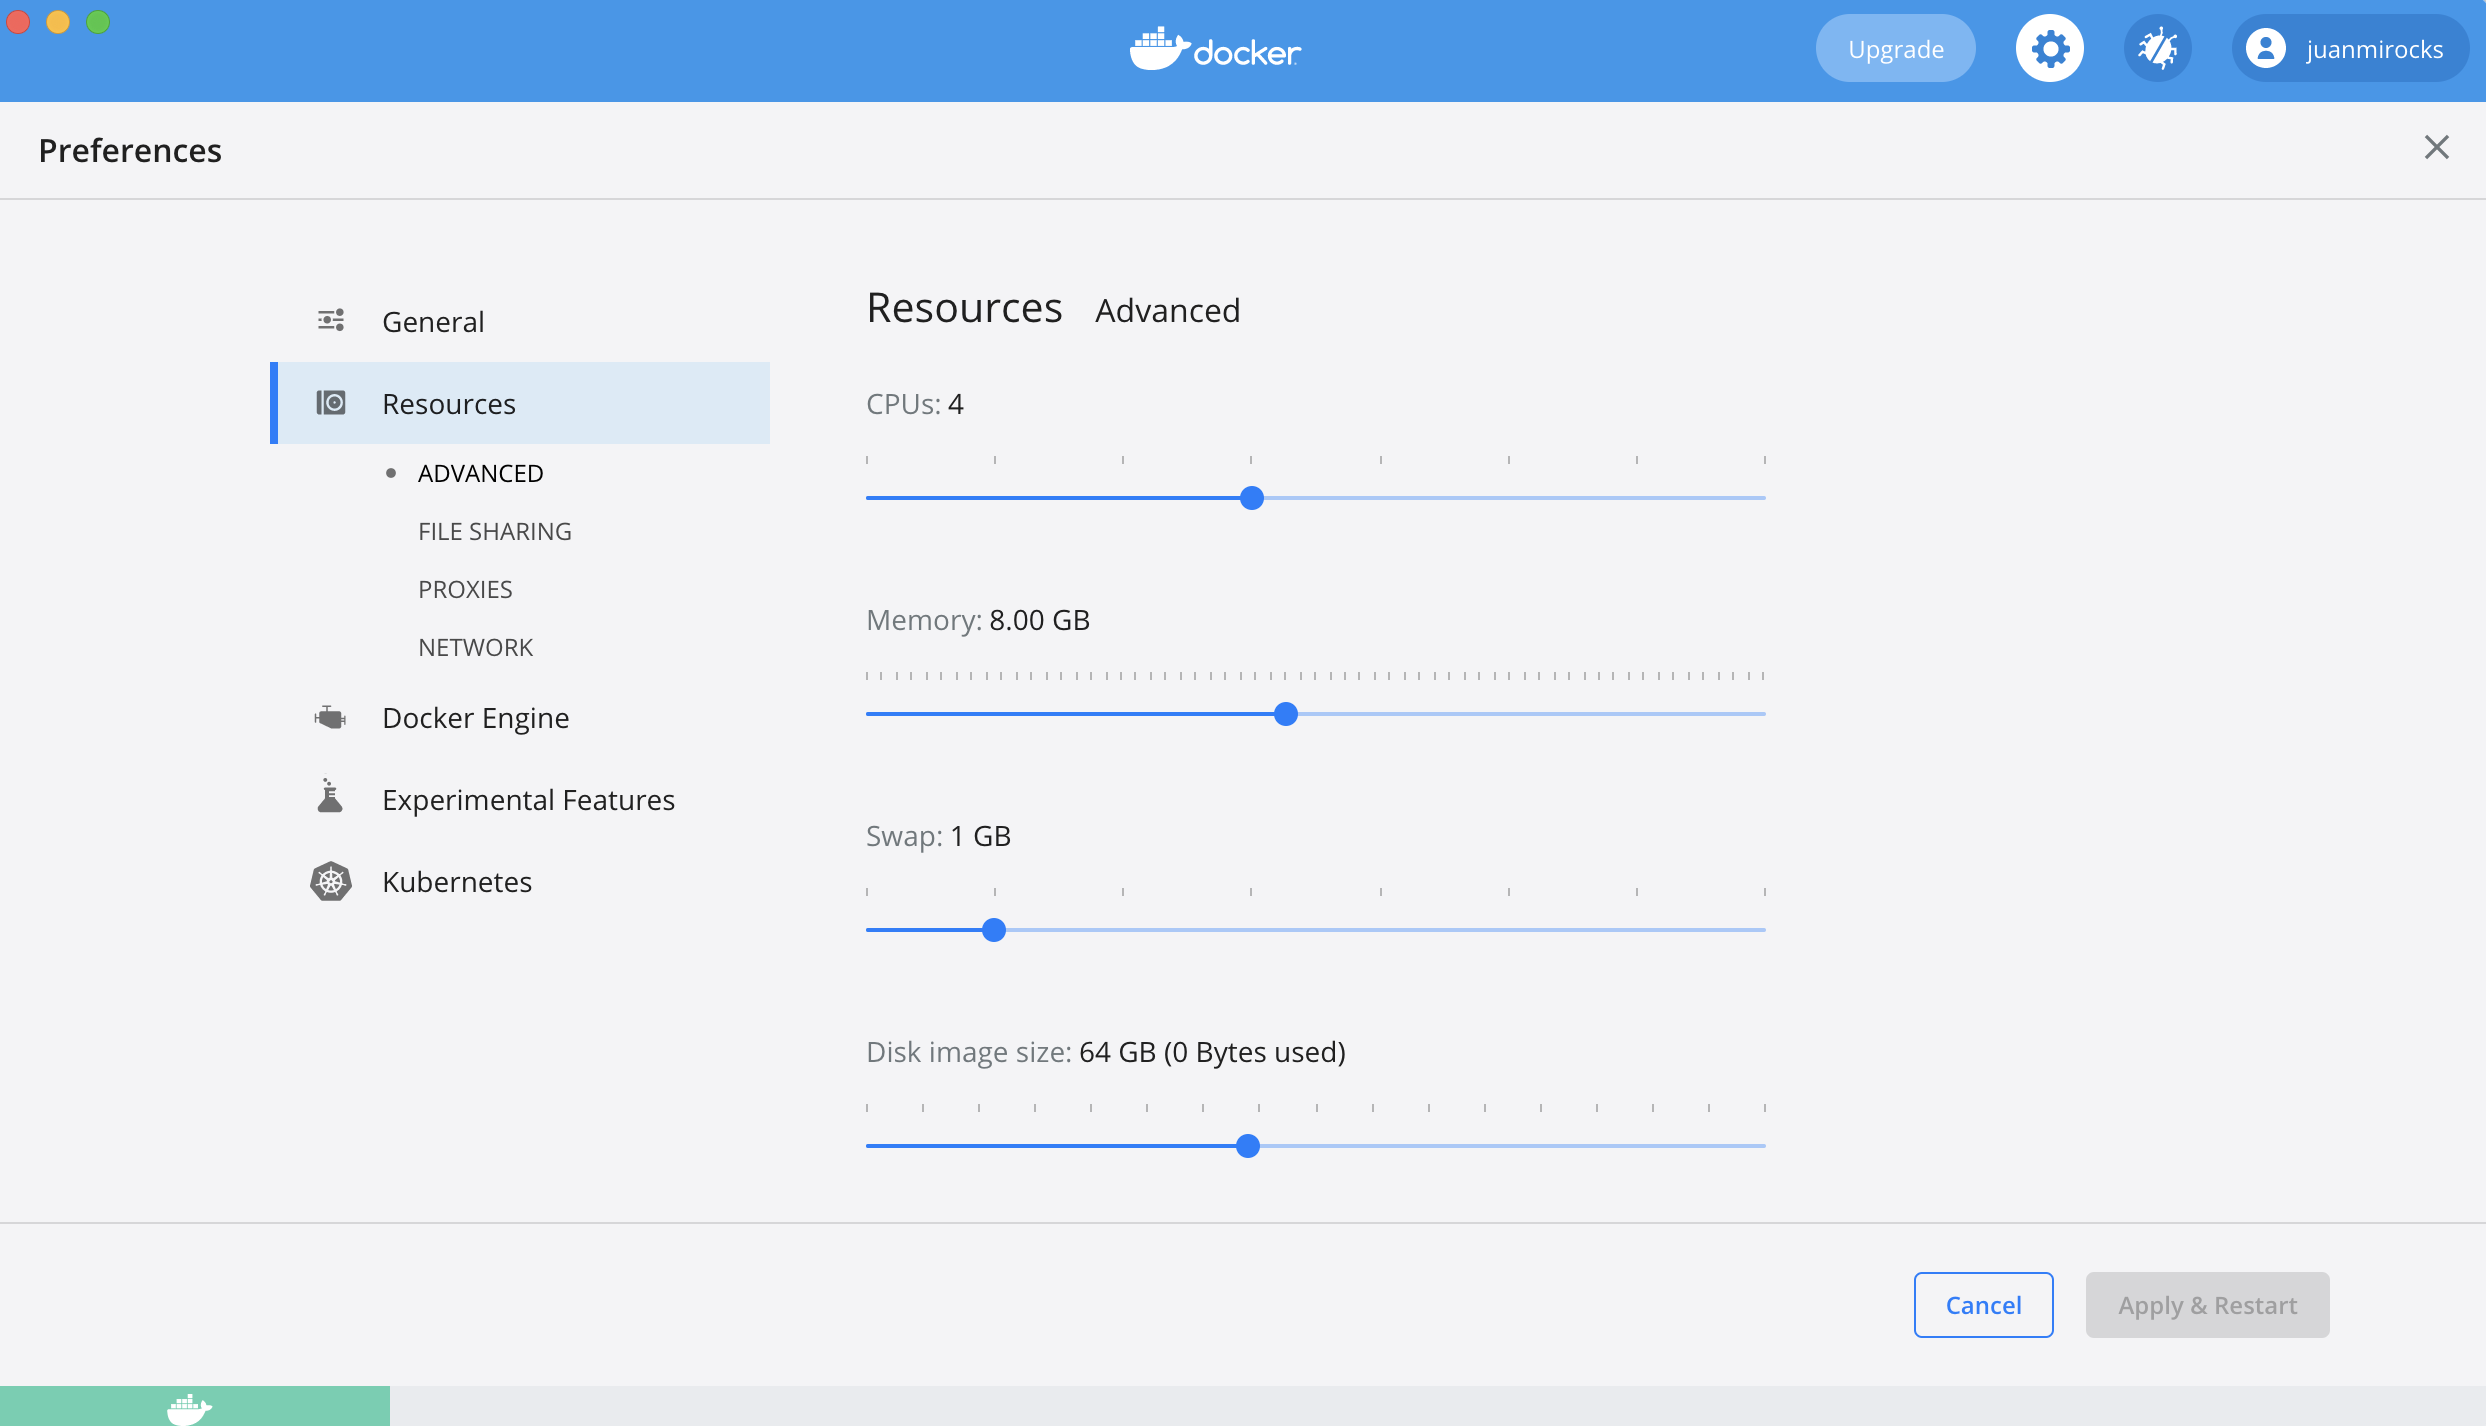 docker
Upgrade
juanmirocks
Preferences
General
Resources
ADVANCED
FILE SHARING
PROXIES
NETWORK
Docker Engine
Experimental Features
Kubernetes
Resources Advanced
CPUs: 4
Memory: 8.00 GB
Swap: 1 GB
Disk image size: 64 GB (0 Bytes used)
Cancel
Apply & Restart